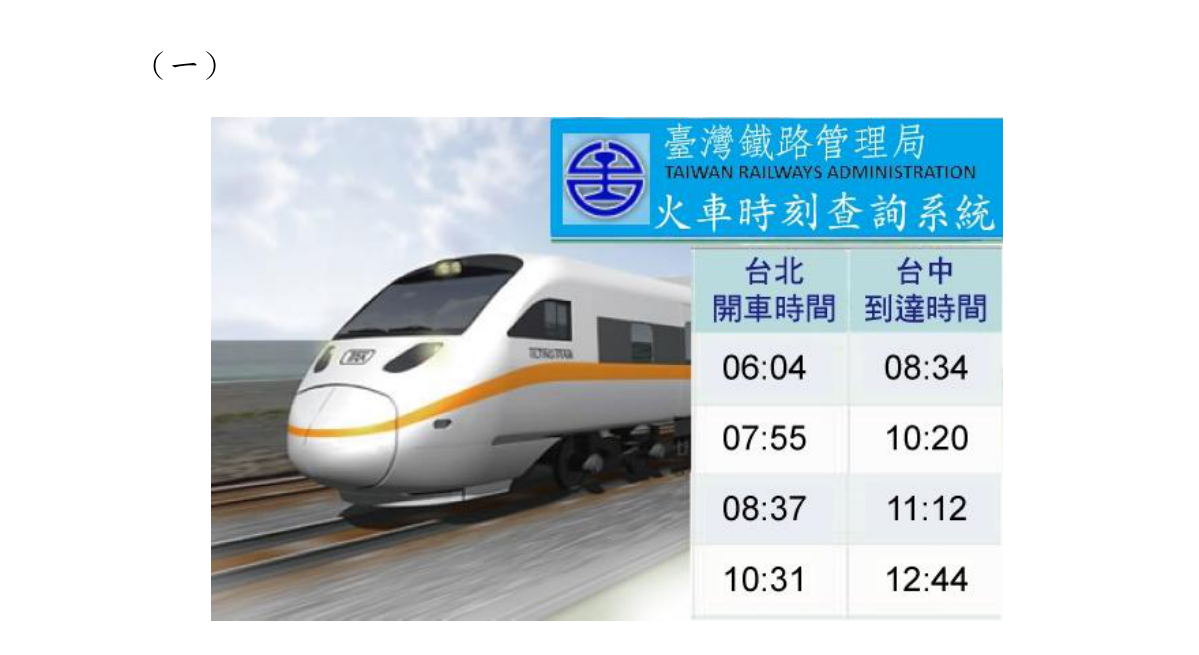 （一）
臺灣鐵路管理局
TAIWAN RAILWAYS ADMINISTRATION
火車時刻查詢系統
台北 台中
開車時間 到達時間
06:04 08:34
07:55 10:20
08:37 11:12
10:31 12:44